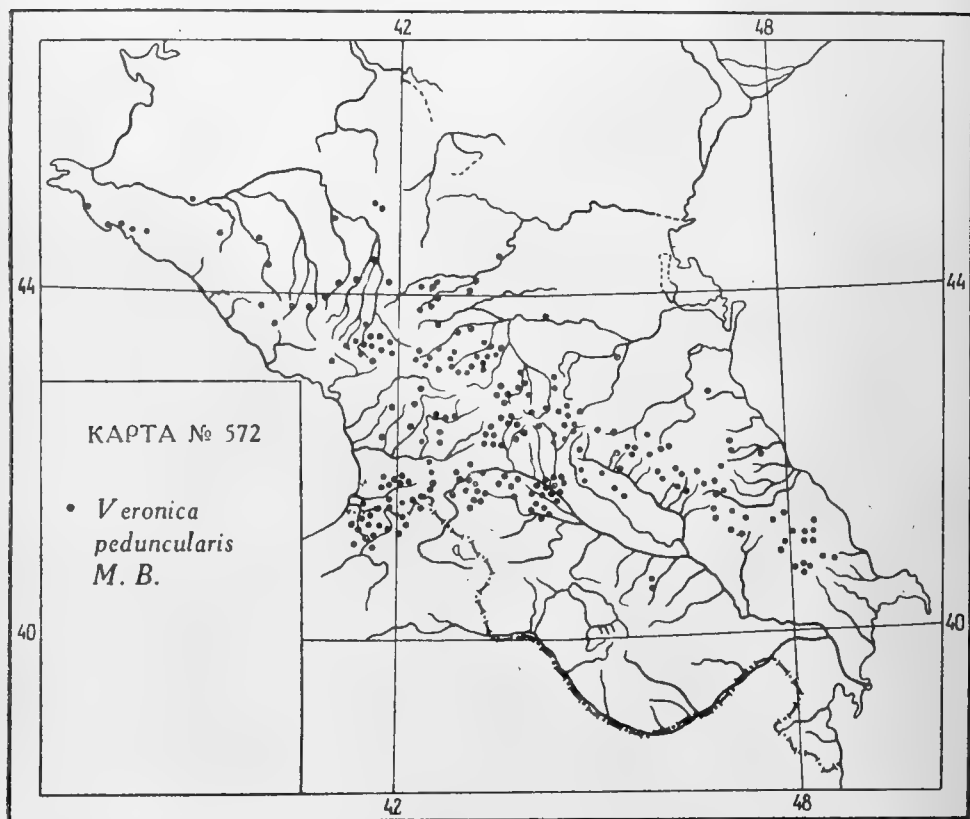 42 48
44 44
КАРТА № 572
Veronica
peduncularis
M. B.
40 40
42 48